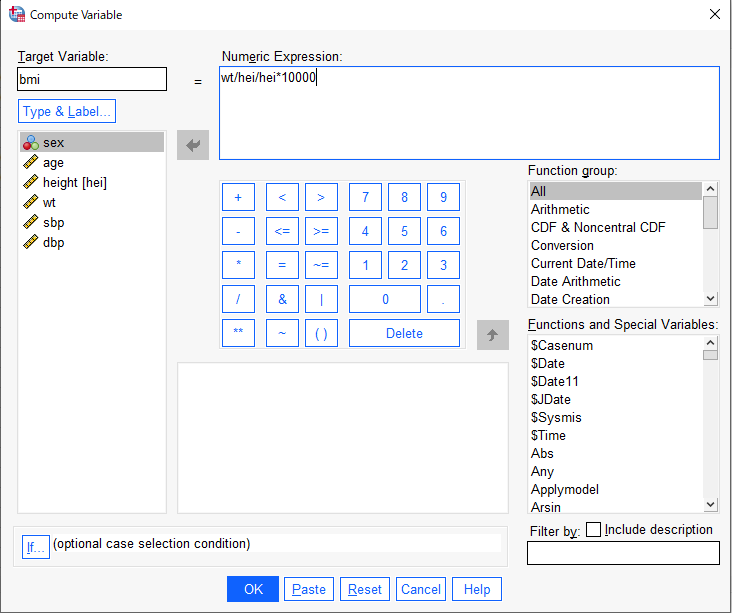 Compute Variable
Target Variable:
bmi
=
Numeric Expression:
wt/hei/hei*10000
Type & Label...
sex
age
height [hei]
wt
sbp
dbp
+ < > 7 8 9
- <= >= 4 5 6
* = ~= 1 2 3
/ & | 0 .
** ~ ( ) Delete
Function group:
All
Arithmetic
CDF & Noncentral CDF
Conversion
Current Date/Time
Date Arithmetic
Date Creation
Functions and Special Variables:
$Casenum
$Date
$Date11
$JDate
$Sysmis
$Time
Abs
Any
Applymodel
Arsin
If... (optional case selection condition)
Filter by: Include description
OK Paste Reset Cancel Help